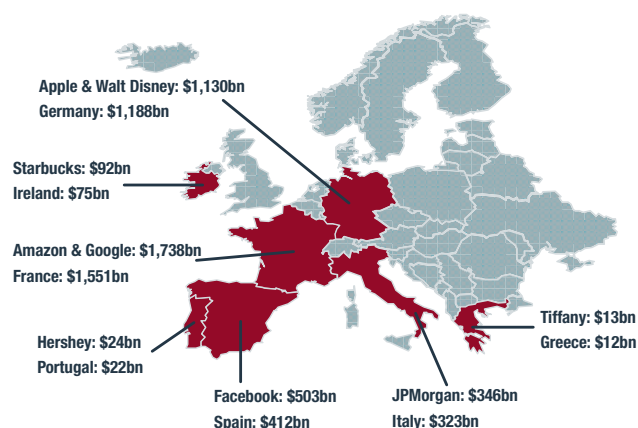 Apple & Walt Disney: $1,130bn
Germany: $1,188bn
Starbucks: $92bn
Ireland: $75bn
Amazon & Google: $1,738bn
France: $1,551bn
Hershey: $24bn
Portugal: $22bn
Facebook: $503bn
Spain: $412bn
JPMorgan: $346bn
Italy: $323bn
Tiffany: $13bn
Greece: $12bn